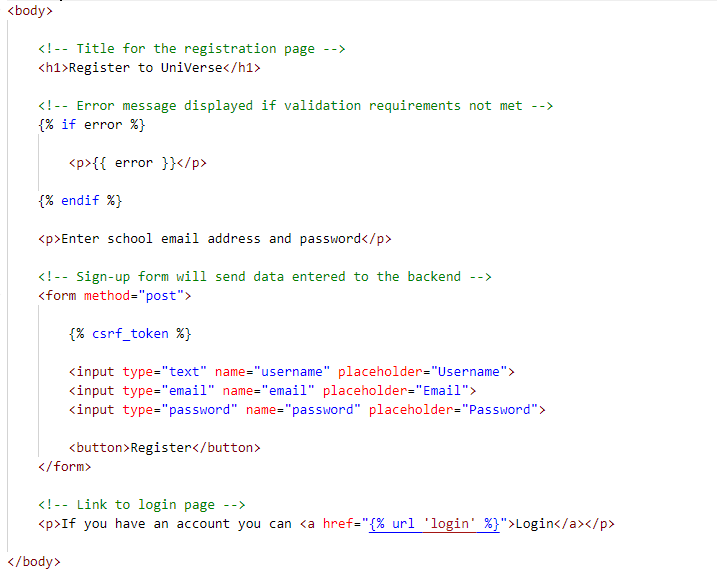 <body>
<!-- Title for the registration page -->
<h1>Register to UniVerse</h1>
<!-- Error message displayed if validation requirements not met -->
{% if error %}
<p>{{ error }}</p>
{% endif %}
<p>Enter school email address and password</p>
<!-- Sign-up form will send data entered to the backend -->
<form method="post">
{% csrf_token %}
<input type="text" name="username" placeholder="Username">
<input type="email" name="email" placeholder="Email">
<input type="password" name="password" placeholder="Password">
<button>Register</button>
</form>
<!-- Link to login page -->
<p>If you have an account you can <a href="{% url 'login' %}">Login</a></p>
</body>